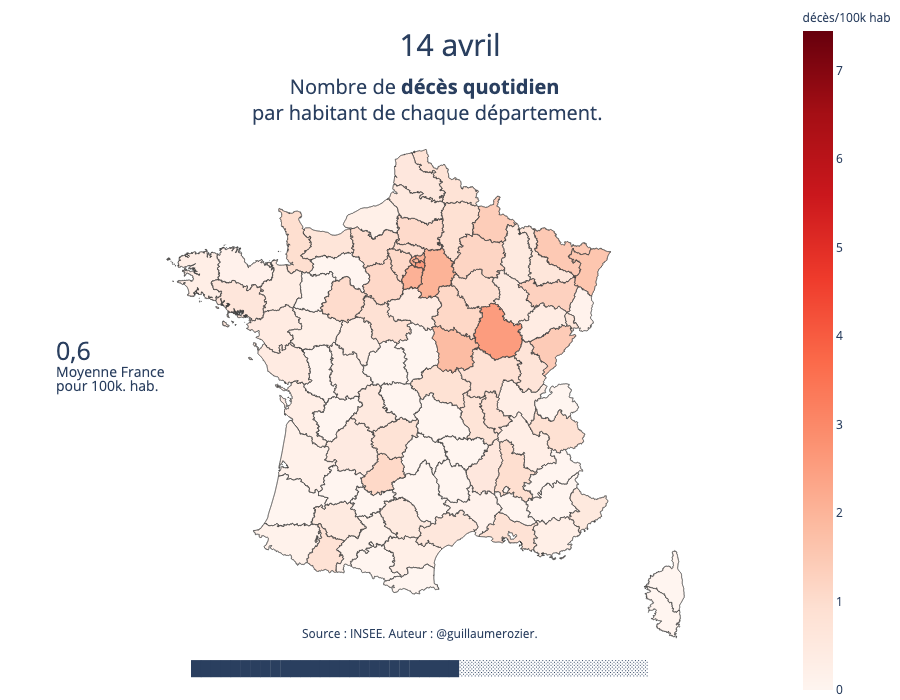 décès/100k hab
14 avril
Nombre de décès quotidien
par habitant de chaque département.
7
6
5
4
3
2
1
0
0,6
Moyenne France
pour 100k. hab.
Source : INSEE. Auteur : @guillaumerozier.